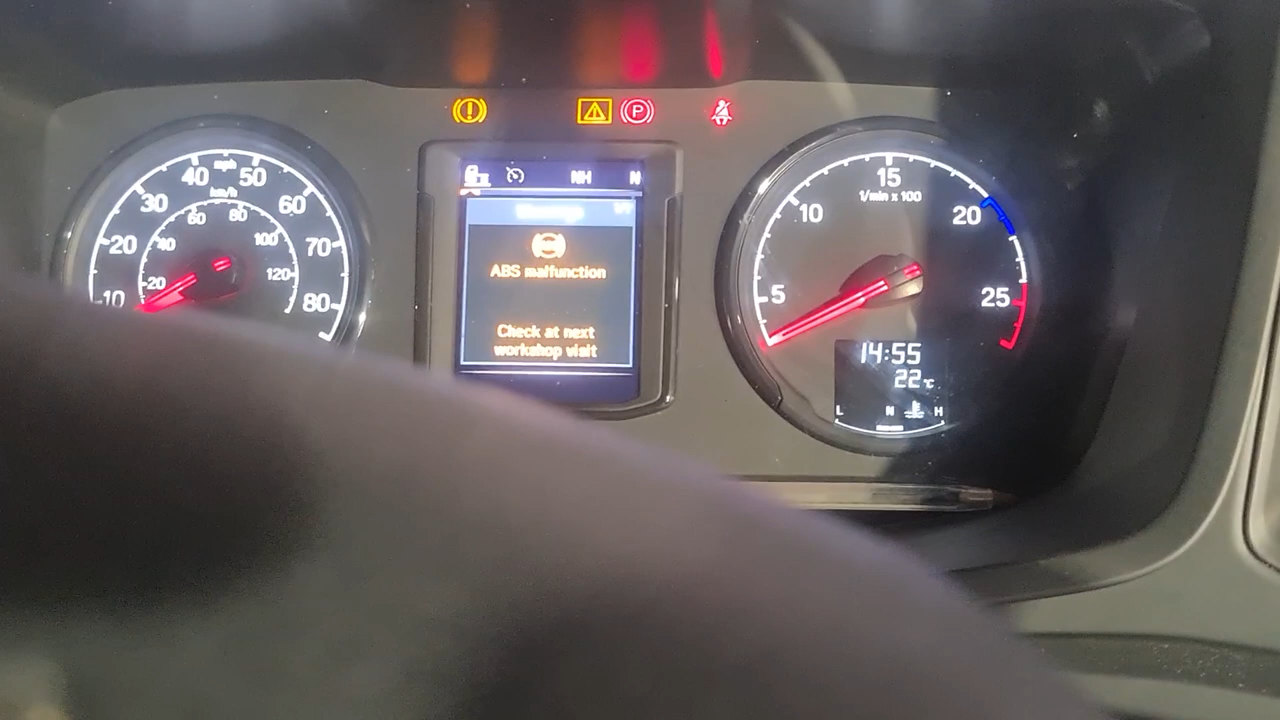 P
mph
km/h
10
20
30
40
50
60
70
80
20
40
60
80
100
120
NH
N
ABS malfunction
Check at next
workshop visit
5
10
15
20
25
1/min x 100
14:55
22°C
L
N
H